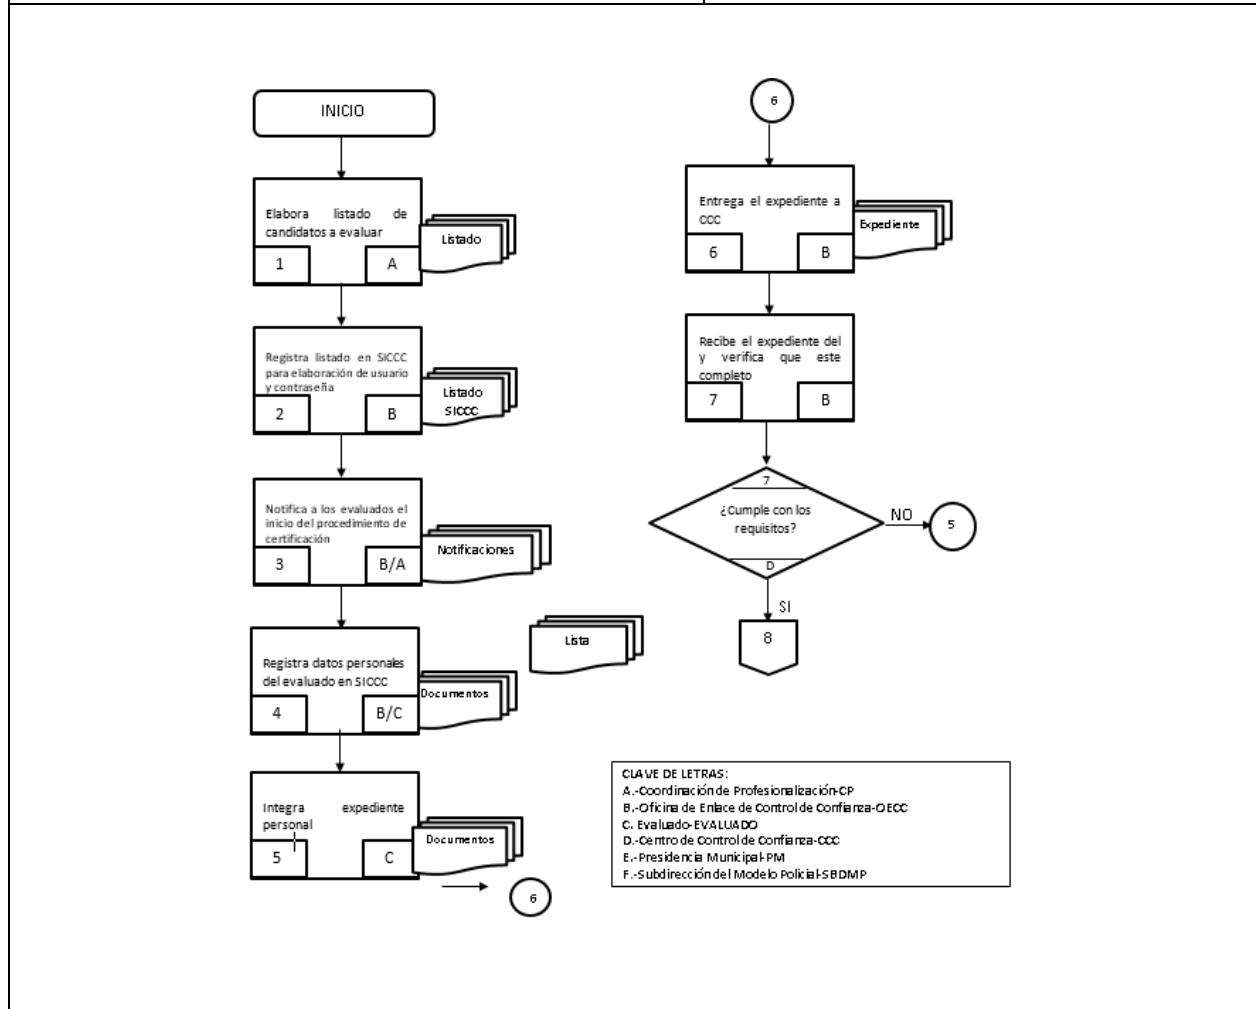 INICIO
Elabora listado de
candidatos a evaluar
1
A
Listado
Registra listado en SICCC
para elaboración de usuario
y contraseña
2
B
Listado
SICCC
Notifica a los evaluados el
inicio del procedimiento de
certificación
3
B/A
Notificaciones
Lista
Registra datos personales
del evaluado en SICCC
4
B/C
Documentos
Integra expediente
personal
5
C
Documentos
6
6
Entrega el expediente a
CCC
6
B
Expediente
Recibe el expediente del
y verifica que este
completo
7
B
7
¿Cumple con los
requisitos?
D
NO
5
SI
8
CLAVE DE LETRAS:
A.-Coordinación de Profesionalización-CP
B.-Oficina de Enlace de Control de Confianza-OECC
C. Evaluado-EVALUADO
D.-Centro de Control de Confianza-CCC
E.-Presidencia Municipal-PM
F.-Subdirección del Modelo Policial-SBDMP